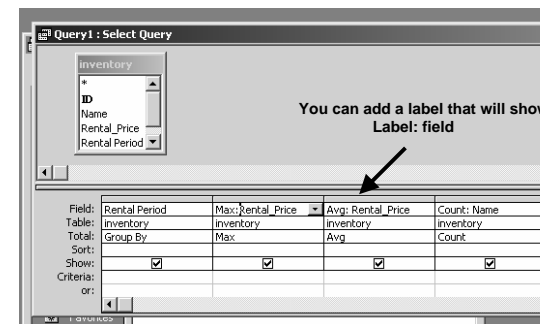 Query1 : Select Query
inventory
*
ID
Name
Rental_Price
Rental Period
You can add a label that will show
Label: field
Field: Rental Period Max: Rental_Price Avg: Rental_Price Count: Name
Table: inventory inventory inventory inventory
Total: Group By Max Avg Count
Sort:
Show:
Criteria:
or:
Favorites